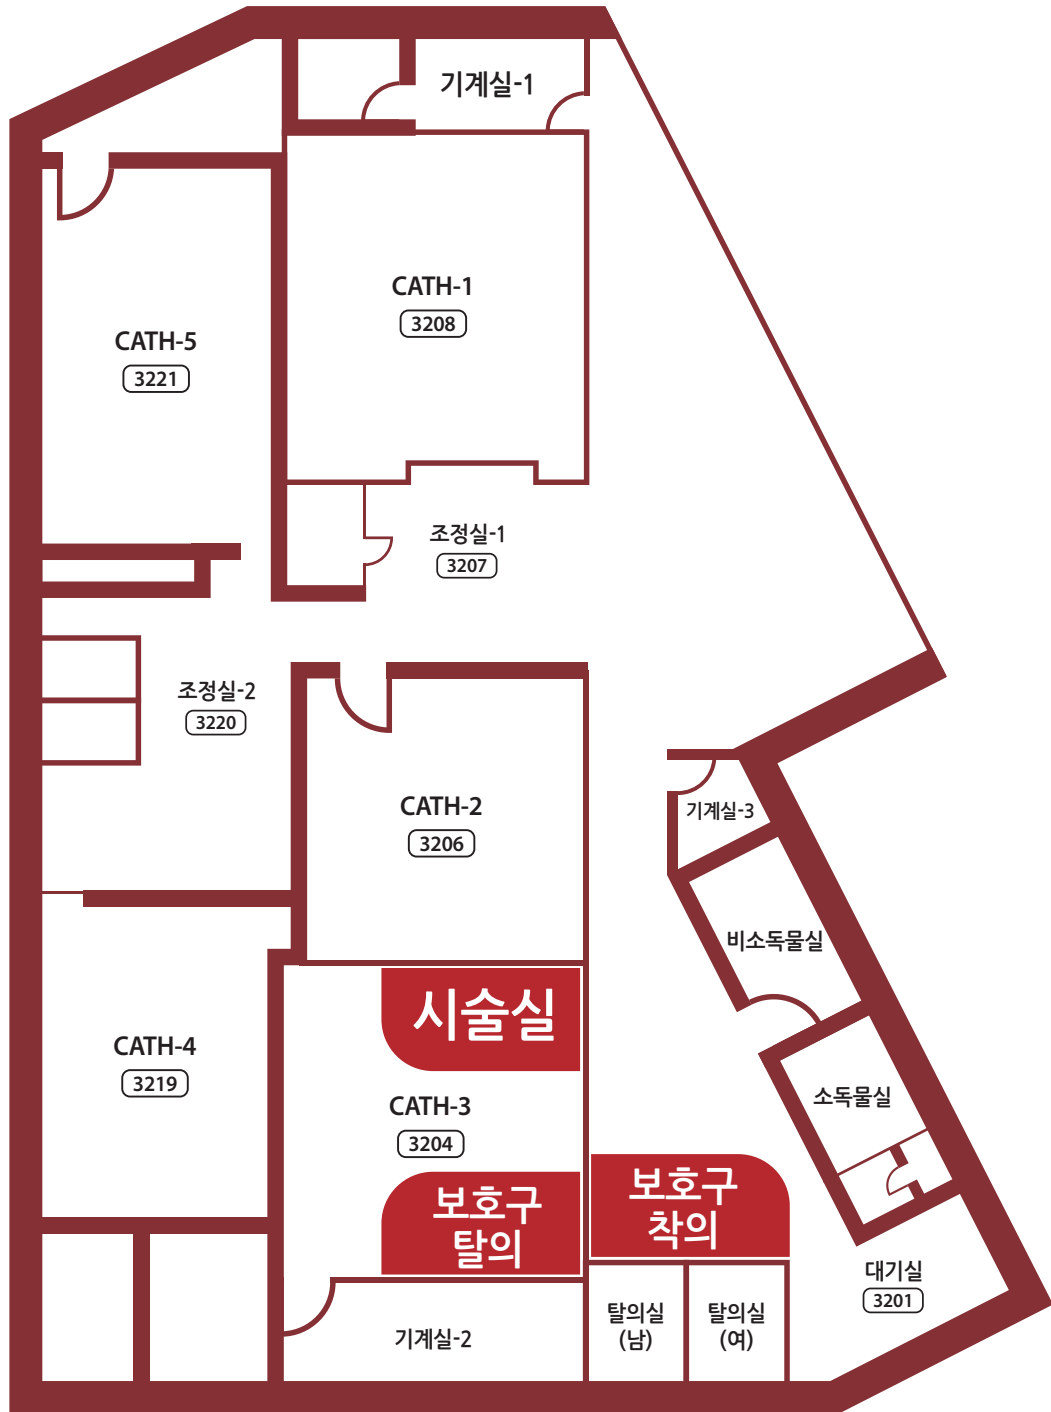 기계실-1
CATH-1
3208
CATH-5
3221
조정실-1
3207
조정실-2
3220
CATH-2
3206
기계실-3
비소독물실
시술실
CATH-4
3219
CATH-3
3204
소독물실
보호구
탈의
보호구
착의
대기실
3201
기계실-2
탈의실
(남)
탈의실
(여)